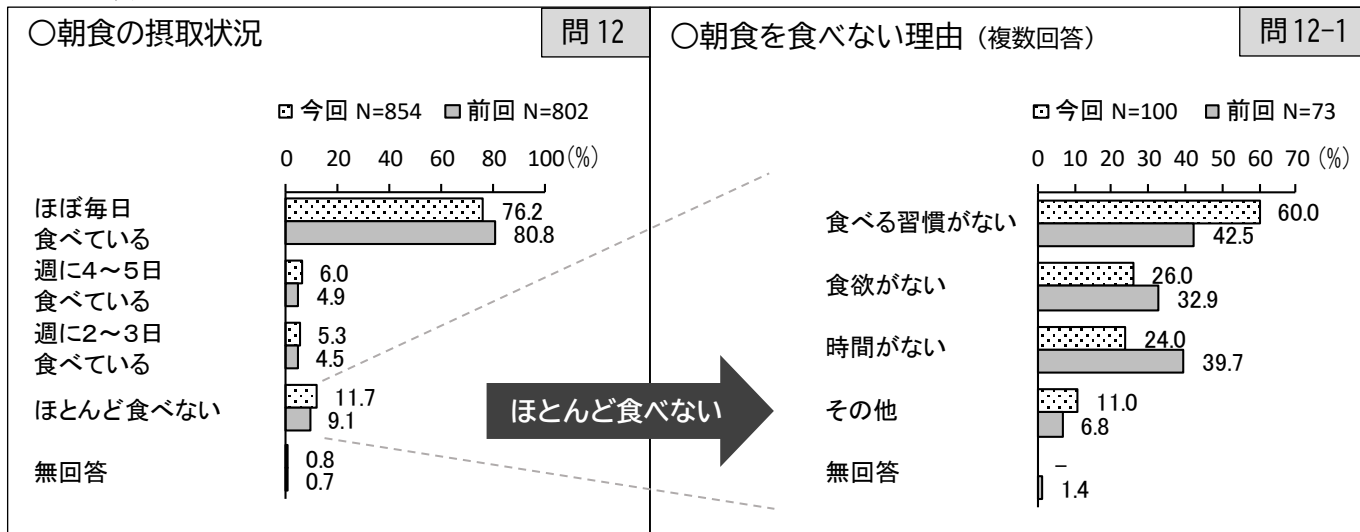 ○朝食の摂取状況
問12
今回 N=854 前回 N=802
0 20 40 60 80 100(%)
ほぼ毎日
食べている
76.2
80.8
週に4～5日
食べている
6.0
4.9
週に2～3日
食べている
5.3
4.5
ほとんど食べない
11.7
9.1
無回答
0.8
0.7
ほとんど食べない
○朝食を食べない理由（複数回答）
問12-1
今回 N=100 前回 N=73
0 10 20 30 40 50 60 70 (%)
食べる習慣がない
60.0
42.5
食欲がない
26.0
32.9
時間がない
24.0
39.7
その他
11.0
6.8
無回答
-
1.4